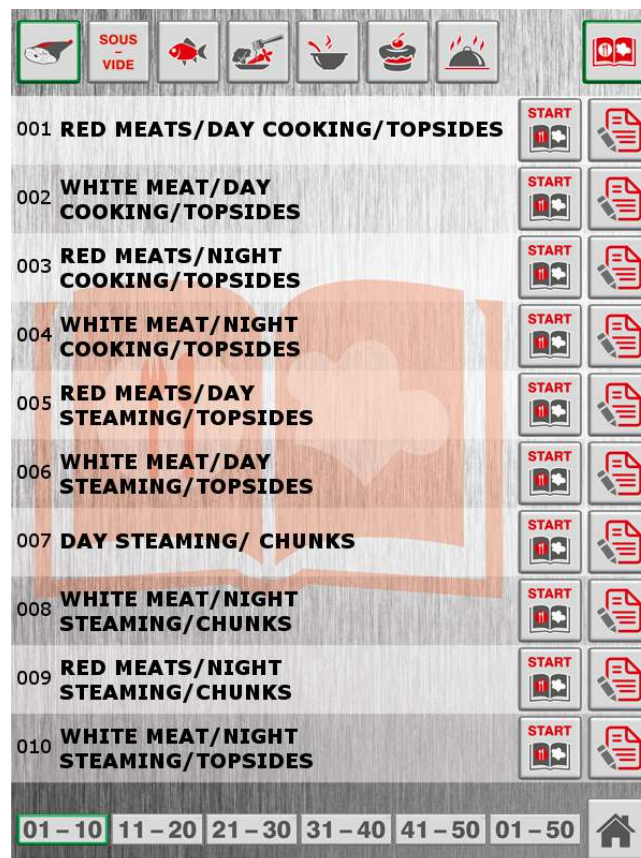 SOUS
–
VIDE
001 RED MEATS/DAY COOKING/TOPSIDES
START
002 WHITE MEAT/DAY
COOKING/TOPSIDES
START
003 RED MEATS/NIGHT
COOKING/TOPSIDES
START
004 WHITE MEAT/NIGHT
COOKING/TOPSIDES
START
005 RED MEATS/DAY
STEAMING/TOPSIDES
START
006 WHITE MEAT/DAY
STEAMING/TOPSIDES
START
007 DAY STEAMING/ CHUNKS
START
008 WHITE MEAT/NIGHT
STEAMING/CHUNKS
START
009 RED MEATS/NIGHT
STEAMING/CHUNKS
START
010 WHITE MEAT/NIGHT
STEAMING/TOPSIDES
START
01 – 10 11 – 20 21 – 30 31 – 40 41 – 50 01 – 50